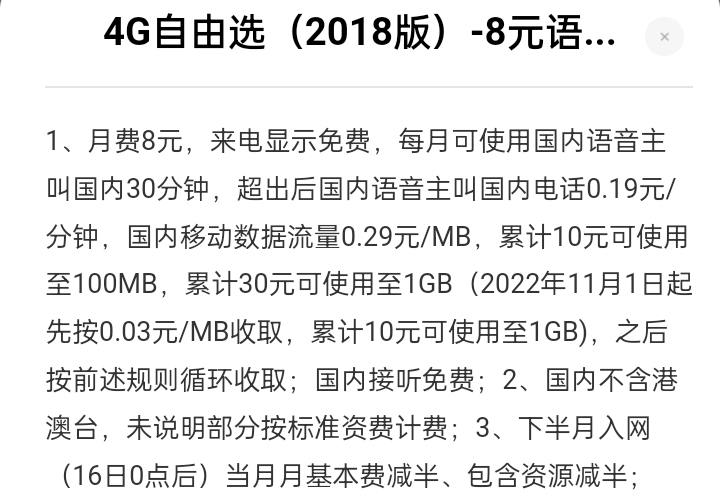 4G自由选（2018版）-8元语...
1、月费8元，来电显示免费，每月可使用国内语音主
叫国内30分钟，超出后国内语音主叫国内电话0.19元/
分钟，国内移动数据流量0.29元/MB，累计10元可使用
至100MB，累计30元可使用至1GB（2022年11月1日起
先按0.03元/MB收取，累计10元可使用至1GB)，之后
按前述规则循环收取；国内接听免费；2、国内不含港
澳台，未说明部分按标准资费计费；3、下半月入网
（16日0点后）当月月基本费减半、包含资源减半；